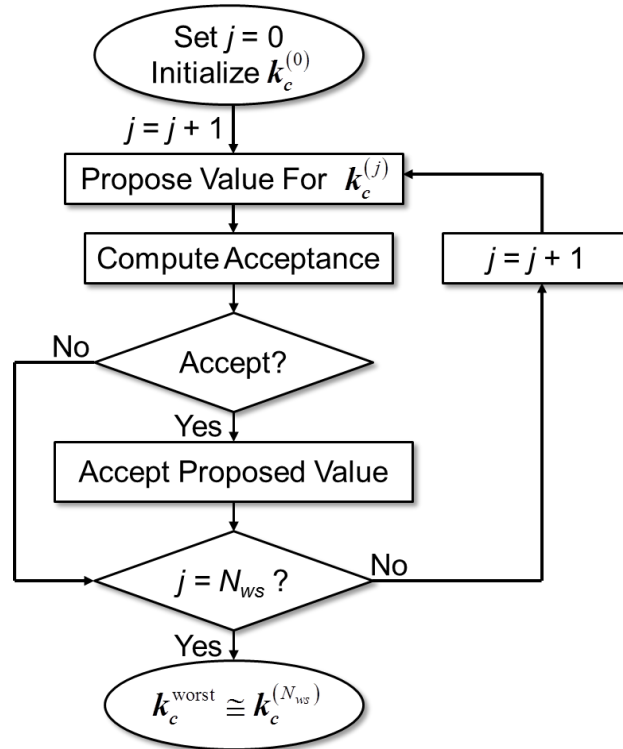 Set j = 0
Initialize k_c^(0)
j = j + 1
Propose Value For k_c^(j)
Compute Acceptance
j = j + 1
No
Accept?
Yes
Accept Proposed Value
j = N_ws ?
No
Yes
k_c^worst ≅ k_c^(N_ws)